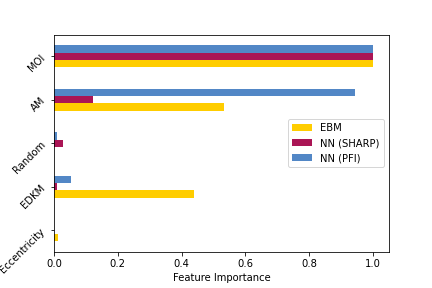 MOI
AM
Random
EDKM
Eccentricity
EBM
NN (SHARP)
NN (PFI)
0.0 0.2 0.4 0.6 0.8 1.0
Feature Importance